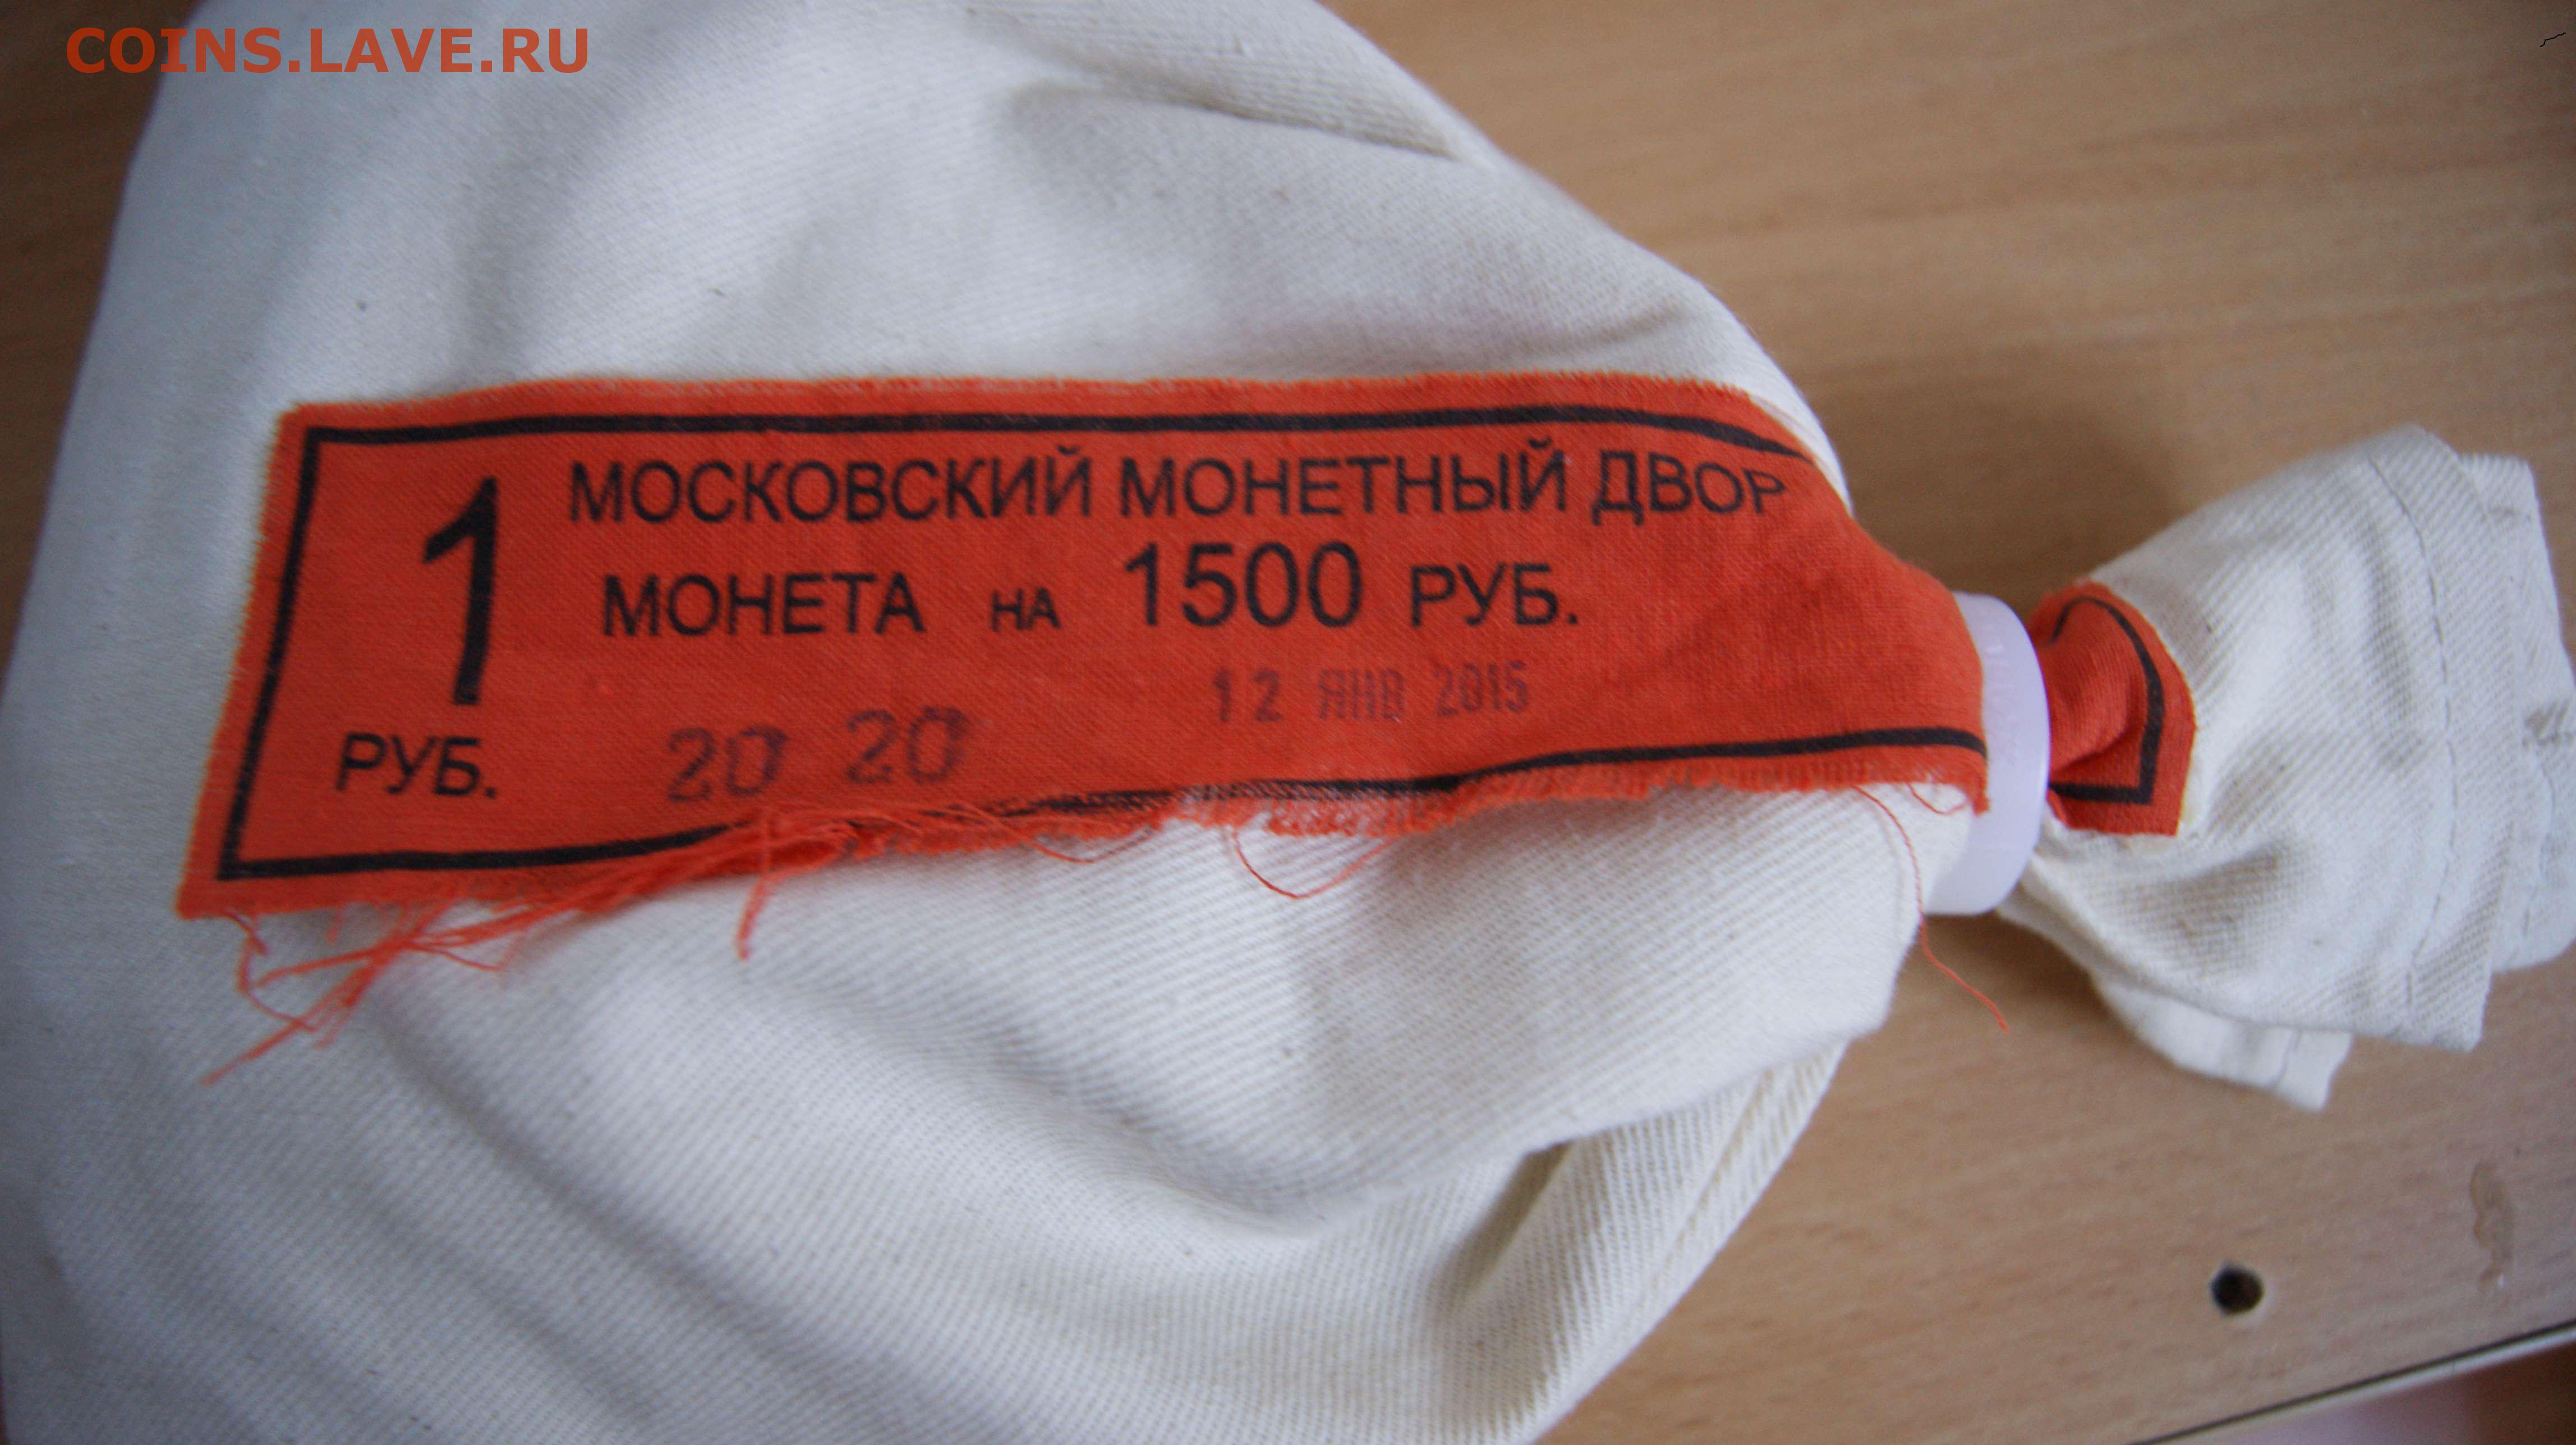 COINS.LAVE.RU
МОСКОВСКИЙ МОНЕТНЫЙ ДВОР
1 МОНЕТА НА 1500 РУБ.
12 ЯНВ 2015
РУБ. 20 20